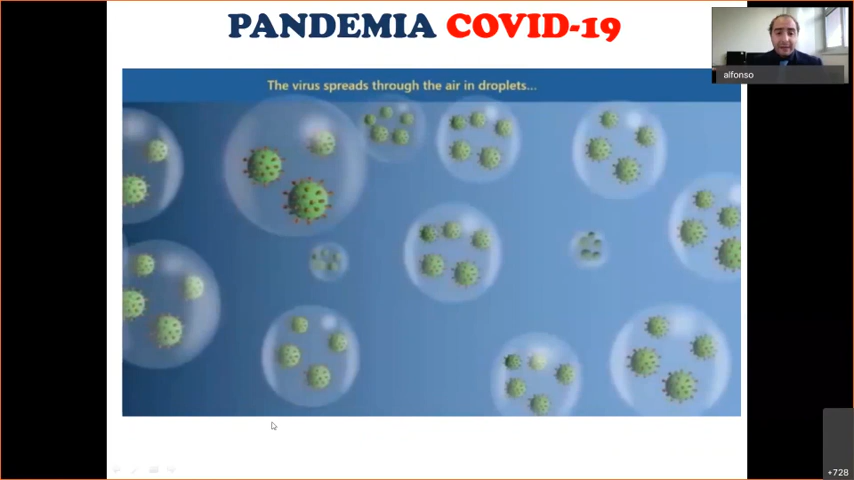 PANDEMIA COVID-19
The virus spreads through the air in droplets...
alfonso
+728